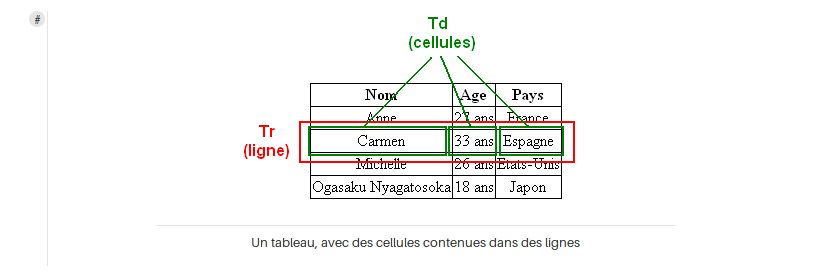 #
Td
(cellules)
Nom Age Pays
Anne 27 ans France
Tr
(ligne)
Carmen 33 ans Espagne
Michelle 26 ans Etats-Unis
Ogasaku Nyagatosoka 18 ans Japon
Un tableau, avec des cellules contenues dans des lignes